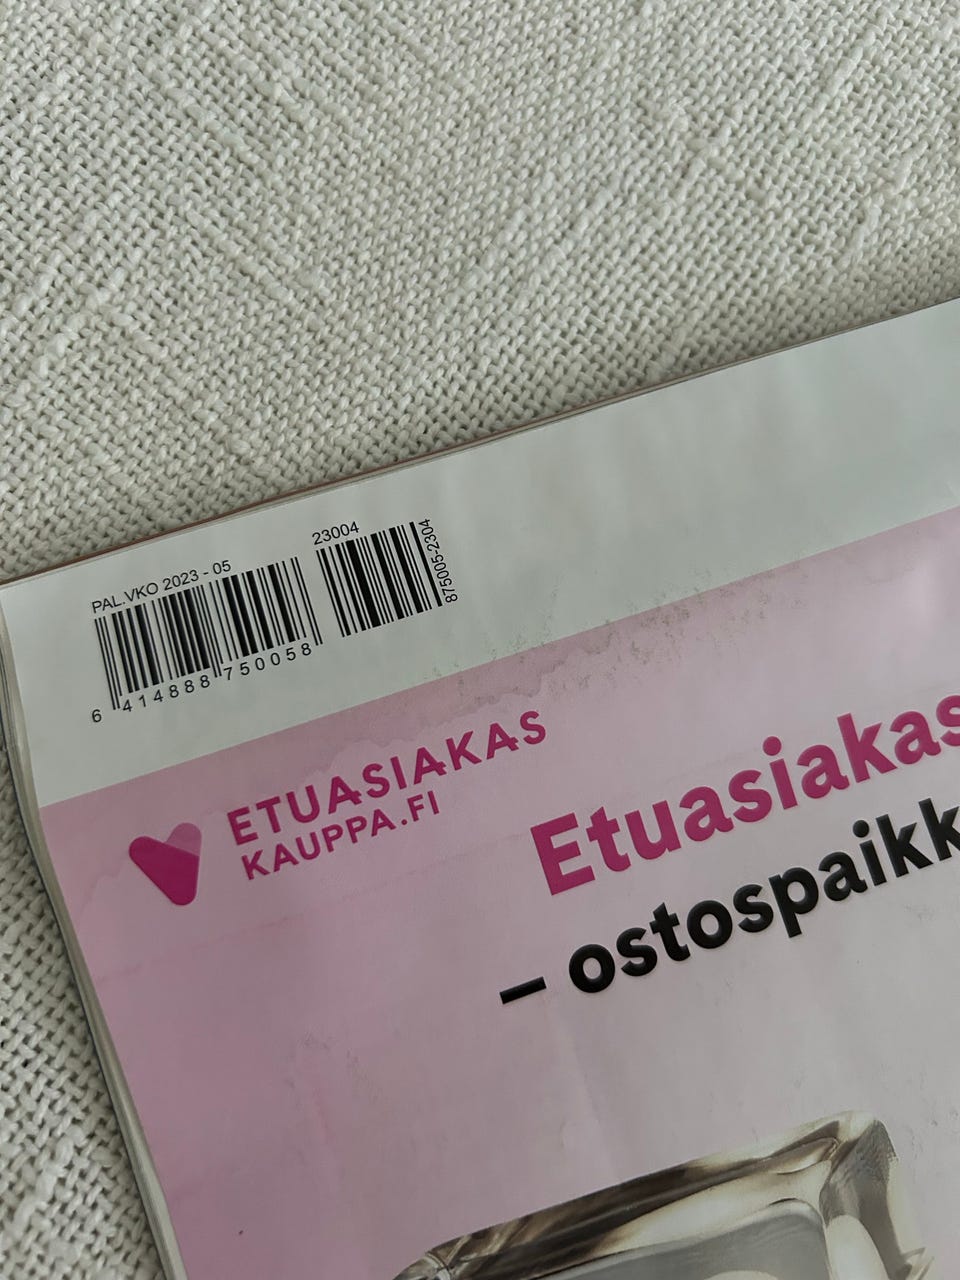 PAL.VKO 2023 - 05
23004
875005-2304
6 414888 750058
ETUASIAKAS
KAUPPA.FI
Etuasiakas
– ostospaikk